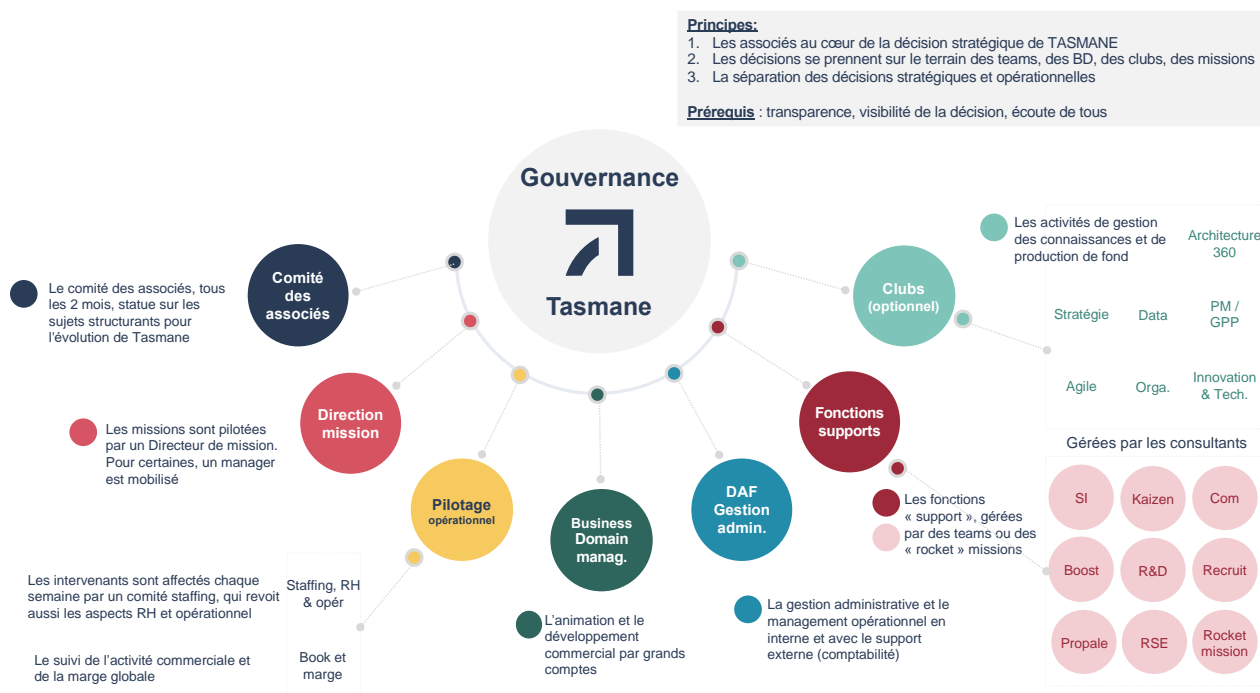 Principes:
1. Les associés au cœur de la décision stratégique de TASMANE
2. Les décisions se prennent sur le terrain des teams, des BD, des clubs, des missions
3. La séparation des décisions stratégiques et opérationnelles
Prérequis : transparence, visibilité de la décision, écoute de tous
Gouvernance
Tasmane
Comité
des
associés
Le comité des associés, tous
les 2 mois, statue sur les
sujets structurants pour
l'évolution de Tasmane
Direction
mission
Les missions sont pilotées
par un Directeur de mission.
Pour certaines, un manager
est mobilisé
Pilotage
opérationnel
Les intervenants sont affectés chaque
semaine par un comité staffing, qui revoit
aussi les aspects RH et opérationnel
Staffing, RH
& opér
Le suivi de l'activité commerciale et
de la marge globale
Book et
marge
Business
Domain
manag.
L'animation et le
développement
commercial par grands
comptes
DAF
Gestion
admin.
La gestion administrative et le
management opérationnel en
interne et avec le support
externe (comptabilité)
Fonctions
supports
Les fonctions
« support », gérées
par des teams ou des
« rocket » missions
Clubs
(optionnel)
Les activités de gestion
des connaissances et de
production de fond
Architecture
360
Stratégie
Data
PM /
GPP
Agile
Orga.
Innovation
& Tech.
Gérées par les consultants
SI
Kaizen
Com
Boost
R&D
Recruit
Propale
RSE
Rocket
mission